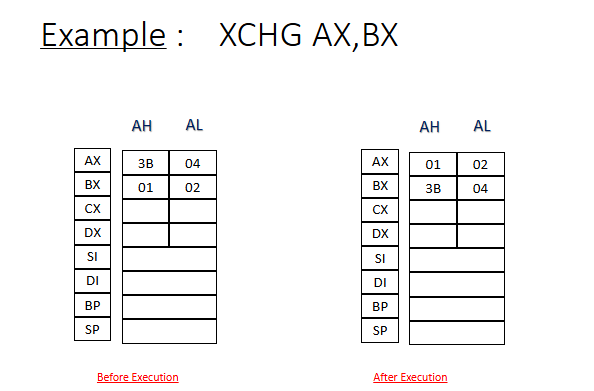 Example : XCHG AX,BX
AH AL AH AL
AX 3B 04 AX 01 02
BX 01 02 BX 3B 04
CX CX
DX DX
SI SI
DI DI
BP BP
SP SP
Before Execution After Execution